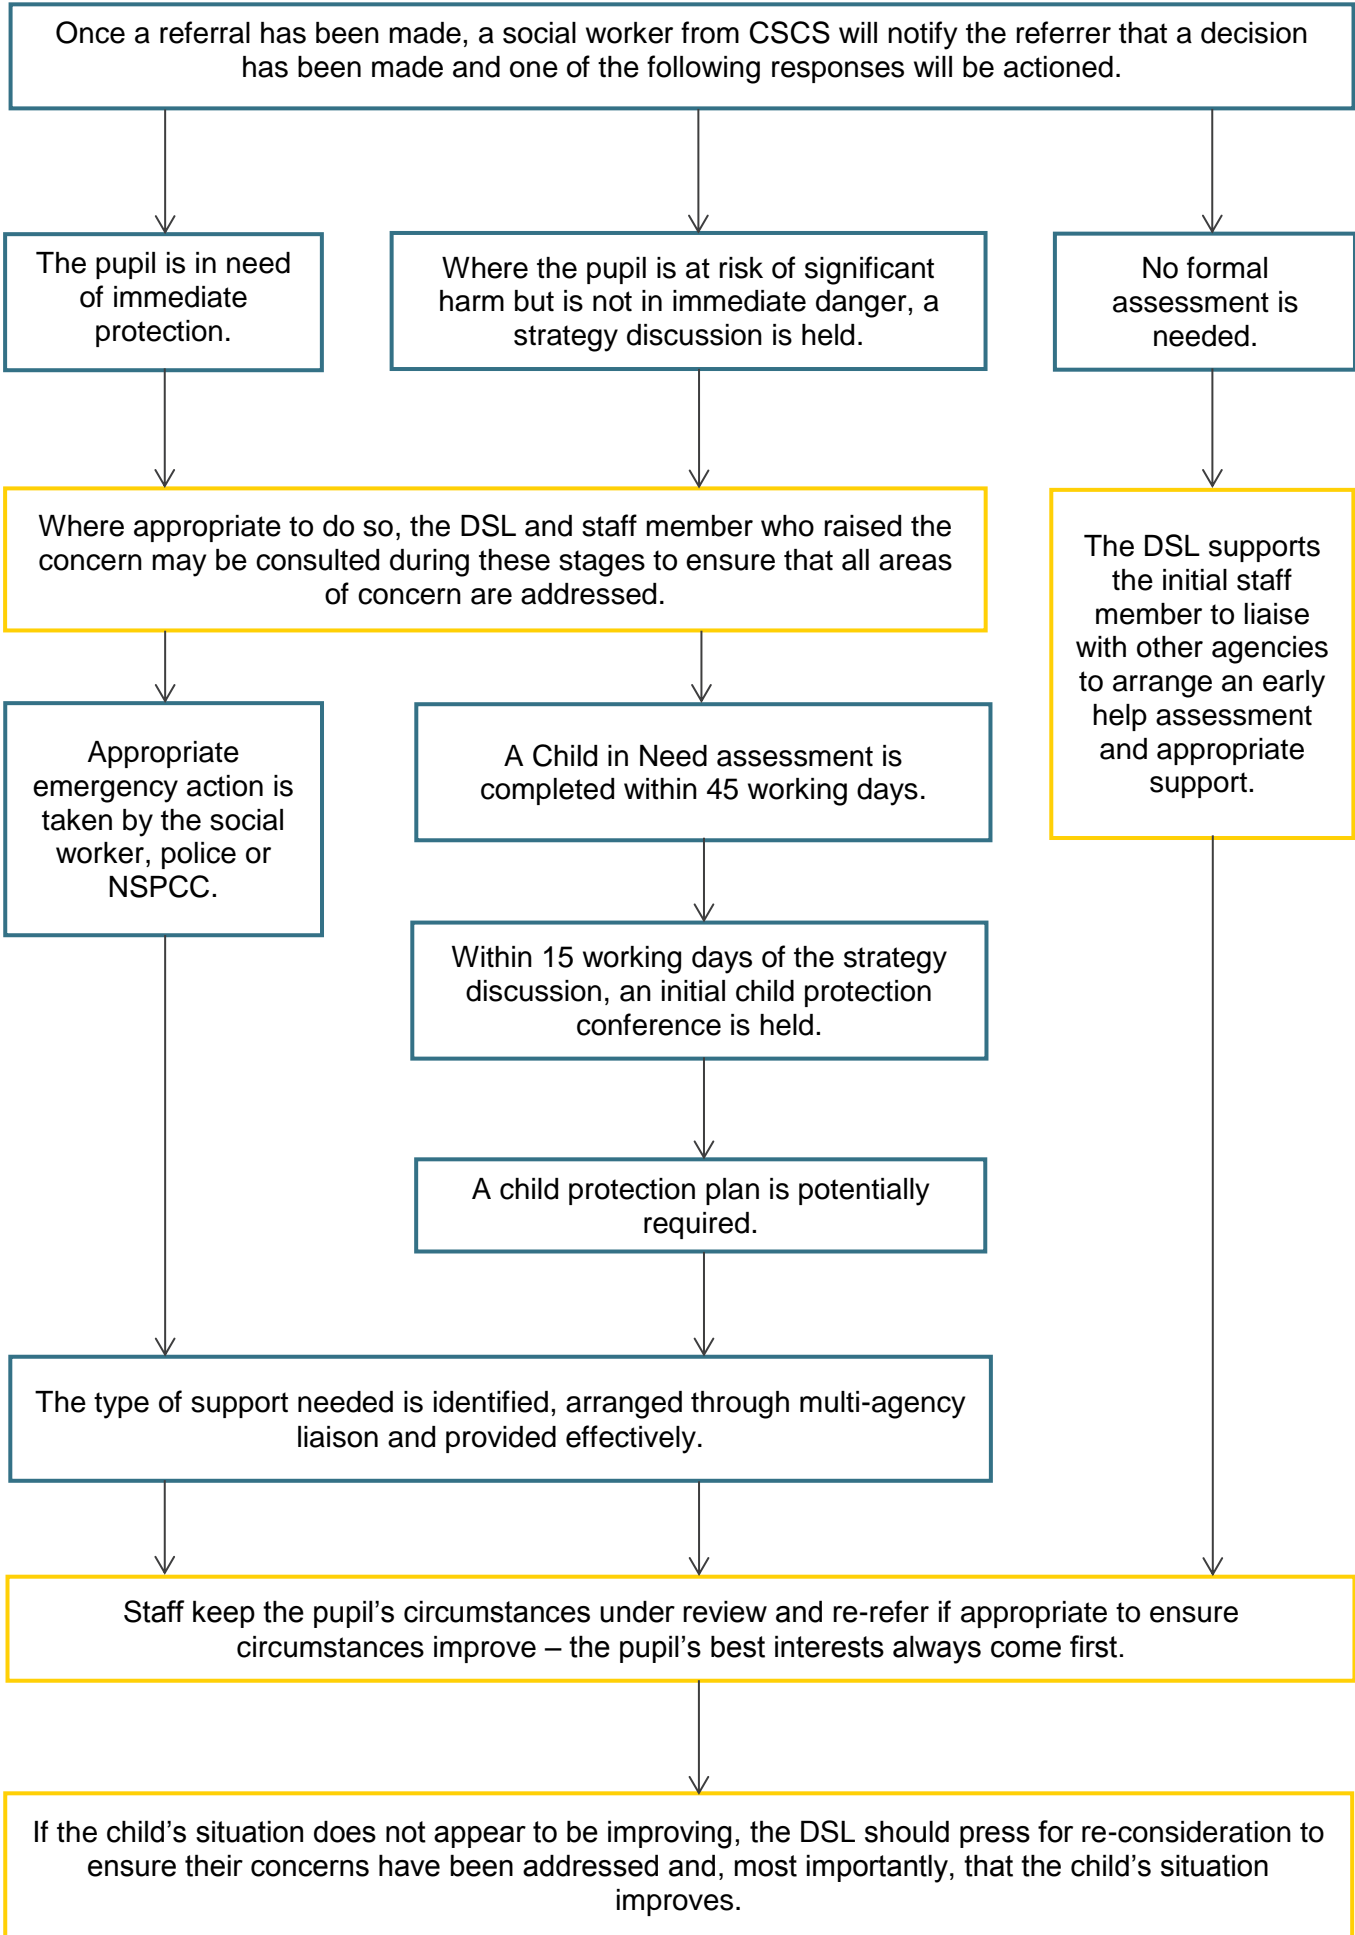 Once a referral has been made, a social worker from CSCS will notify the referrer that a decision
has been made and one of the following responses will be actioned.
The pupil is in need
of immediate
protection.
Where the pupil is at risk of significant
harm but is not in immediate danger, a
strategy discussion is held.
No formal
assessment is
needed.
Where appropriate to do so, the DSL and staff member who raised the
concern may be consulted during these stages to ensure that all areas
of concern are addressed.
The DSL supports
the initial staff
member to liaise
with other agencies
to arrange an early
help assessment
and appropriate
support.
Appropriate
emergency action is
taken by the social
worker, police or
NSPCC.
A Child in Need assessment is
completed within 45 working days.
Within 15 working days of the strategy
discussion, an initial child protection
conference is held.
A child protection plan is potentially
required.
The type of support needed is identified, arranged through multi-agency
liaison and provided effectively.
Staff keep the pupil’s circumstances under review and re-refer if appropriate to ensure
circumstances improve – the pupil’s best interests always come first.
If the child’s situation does not appear to be improving, the DSL should press for re-consideration to
ensure their concerns have been addressed and, most importantly, that the child’s situation
improves.